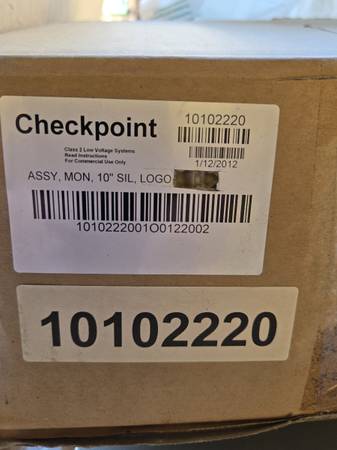 Checkpoint
10102220
Class 2 Low Voltage Systems
Read Instructions
For Commercial Use Only
1/12/2012
ASSY, MON, 10" SIL, LOGO
1010222001O0122002
10102220